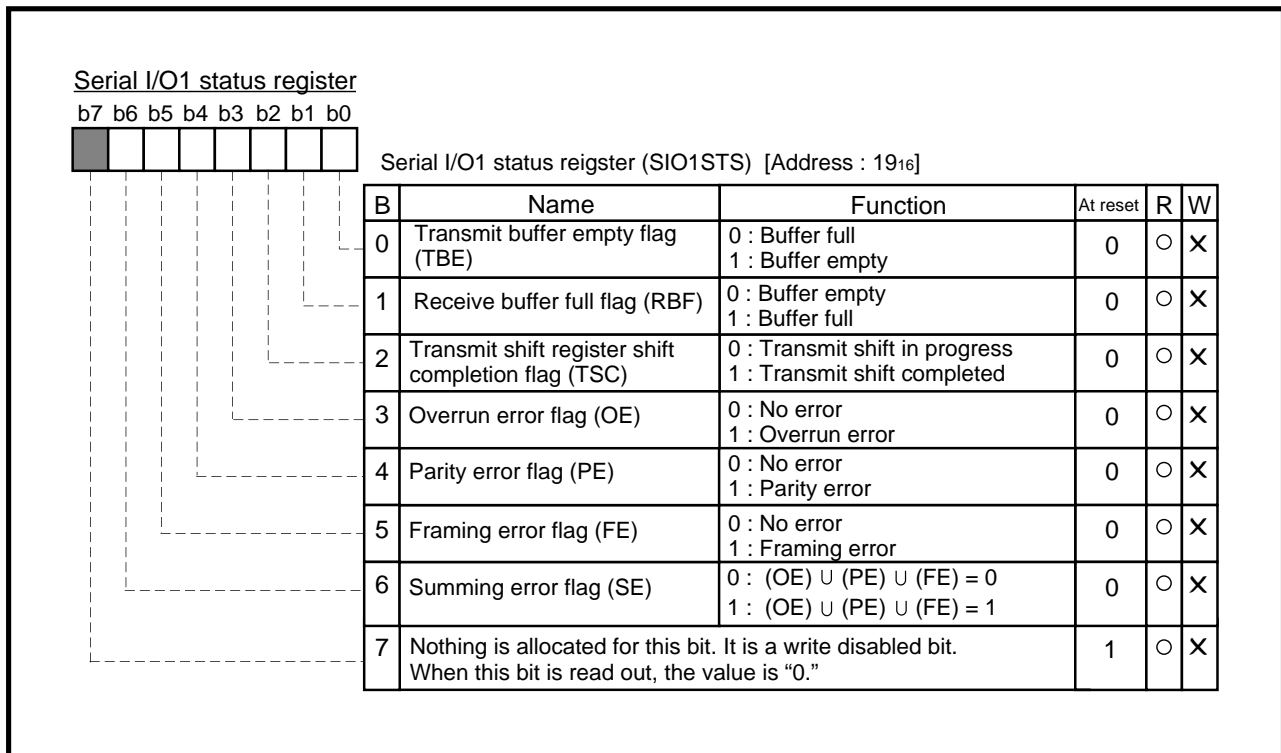 Serial I/O1 status register
b7 b6 b5 b4 b3 b2 b1 b0
Serial I/O1 status reigster (SIO1STS) [Address : 19₁₆]
B Name Function At reset R W
0 Transmit buffer empty flag (TBE) 0 : Buffer full 0 ○ ×
1 : Buffer empty
1 Receive buffer full flag (RBF) 0 : Buffer empty 0 ○ ×
1 : Buffer full
2 Transmit shift register shift completion flag (TSC) 0 : Transmit shift in progress 0 ○ ×
1 : Transmit shift completed
3 Overrun error flag (OE) 0 : No error 0 ○ ×
1 : Overrun error
4 Parity error flag (PE) 0 : No error 0 ○ ×
1 : Parity error
5 Framing error flag (FE) 0 : No error 0 ○ ×
1 : Framing error
6 Summing error flag (SE) 0 : (OE) ∪ (PE) ∪ (FE) = 0 0 ○ ×
1 : (OE) ∪ (PE) ∪ (FE) = 1
7 Nothing is allocated for this bit. It is a write disabled bit. 1 ○ ×
When this bit is read out, the value is “0.”